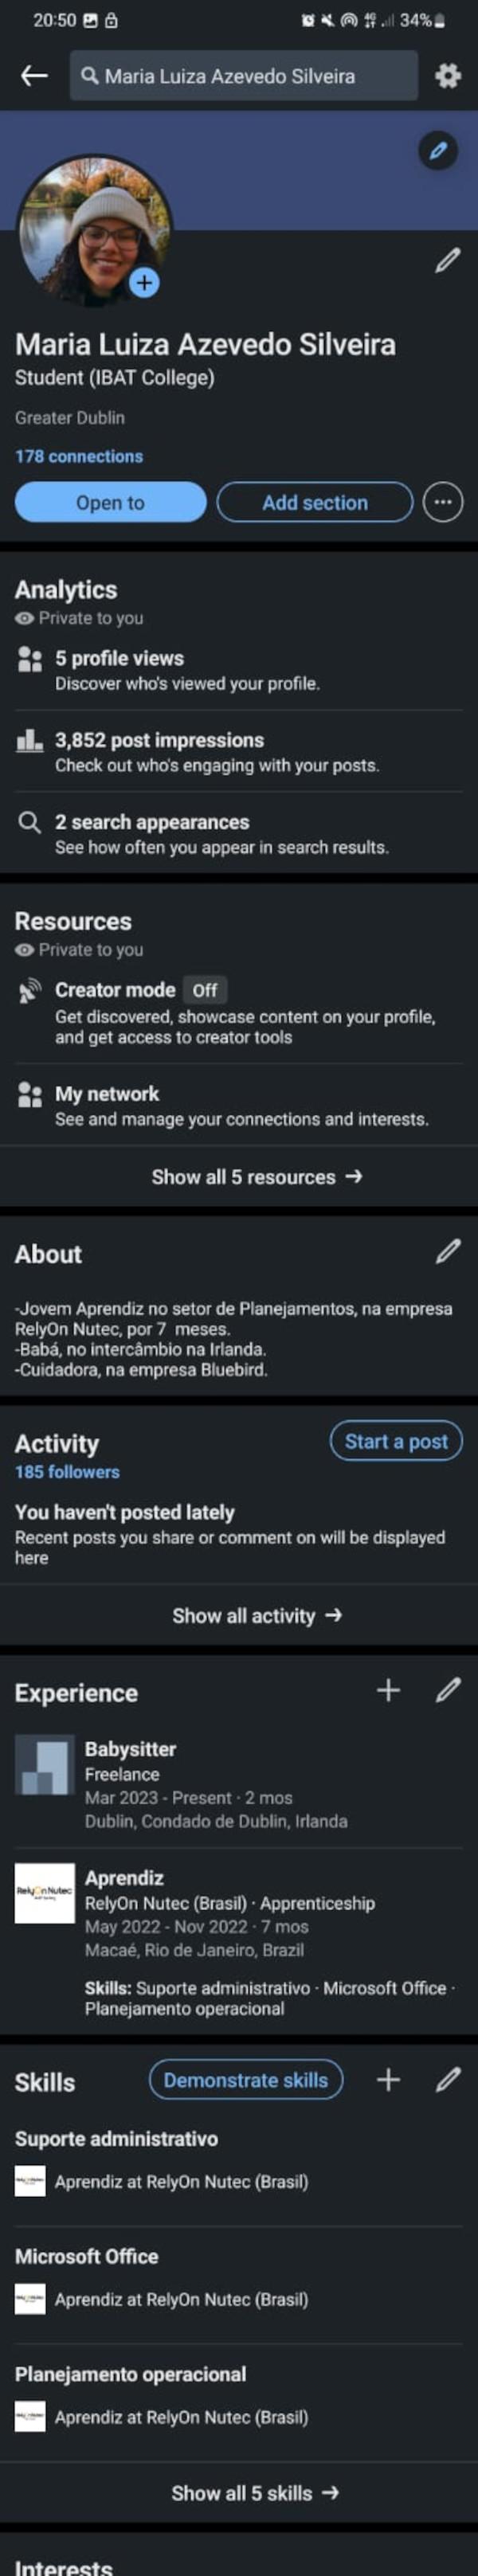 20:50
34%
Maria Luiza Azevedo Silveira
Maria Luiza Azevedo Silveira
Student (IBAT College)
Greater Dublin
178 connections
Open to
Add section
Analytics
Private to you
5 profile views
Discover who's viewed your profile.
3,852 post impressions
Check out who's engaging with your posts.
2 search appearances
See how often you appear in search results.
Resources
Private to you
Creator mode Off
Get discovered, showcase content on your profile,
and get access to creator tools
My network
See and manage your connections and interests.
Show all 5 resources →
About
-Jovem Aprendiz no setor de Planejamentos, na empresa
RelyOn Nutec, por 7 meses.
-Babá, no intercâmbio na Irlanda.
-Cuidadora, na empresa Bluebird.
Activity
Start a post
185 followers
You haven't posted lately
Recent posts you share or comment on will be displayed
here
Show all activity →
Experience
Babysitter
Freelance
Mar 2023 - Present · 2 mos
Dublin, Condado de Dublin, Irlanda
RelyOn Nutec
Aprendiz
RelyOn Nutec (Brasil) · Apprenticeship
May 2022 - Nov 2022 · 7 mos
Macaé, Rio de Janeiro, Brazil
Skills: Suporte administrativo · Microsoft Office ·
Planejamento operacional
Skills
Demonstrate skills
Suporte administrativo
Aprendiz at RelyOn Nutec (Brasil)
Microsoft Office
Aprendiz at RelyOn Nutec (Brasil)
Planejamento operacional
Aprendiz at RelyOn Nutec (Brasil)
Show all 5 skills →
Interests